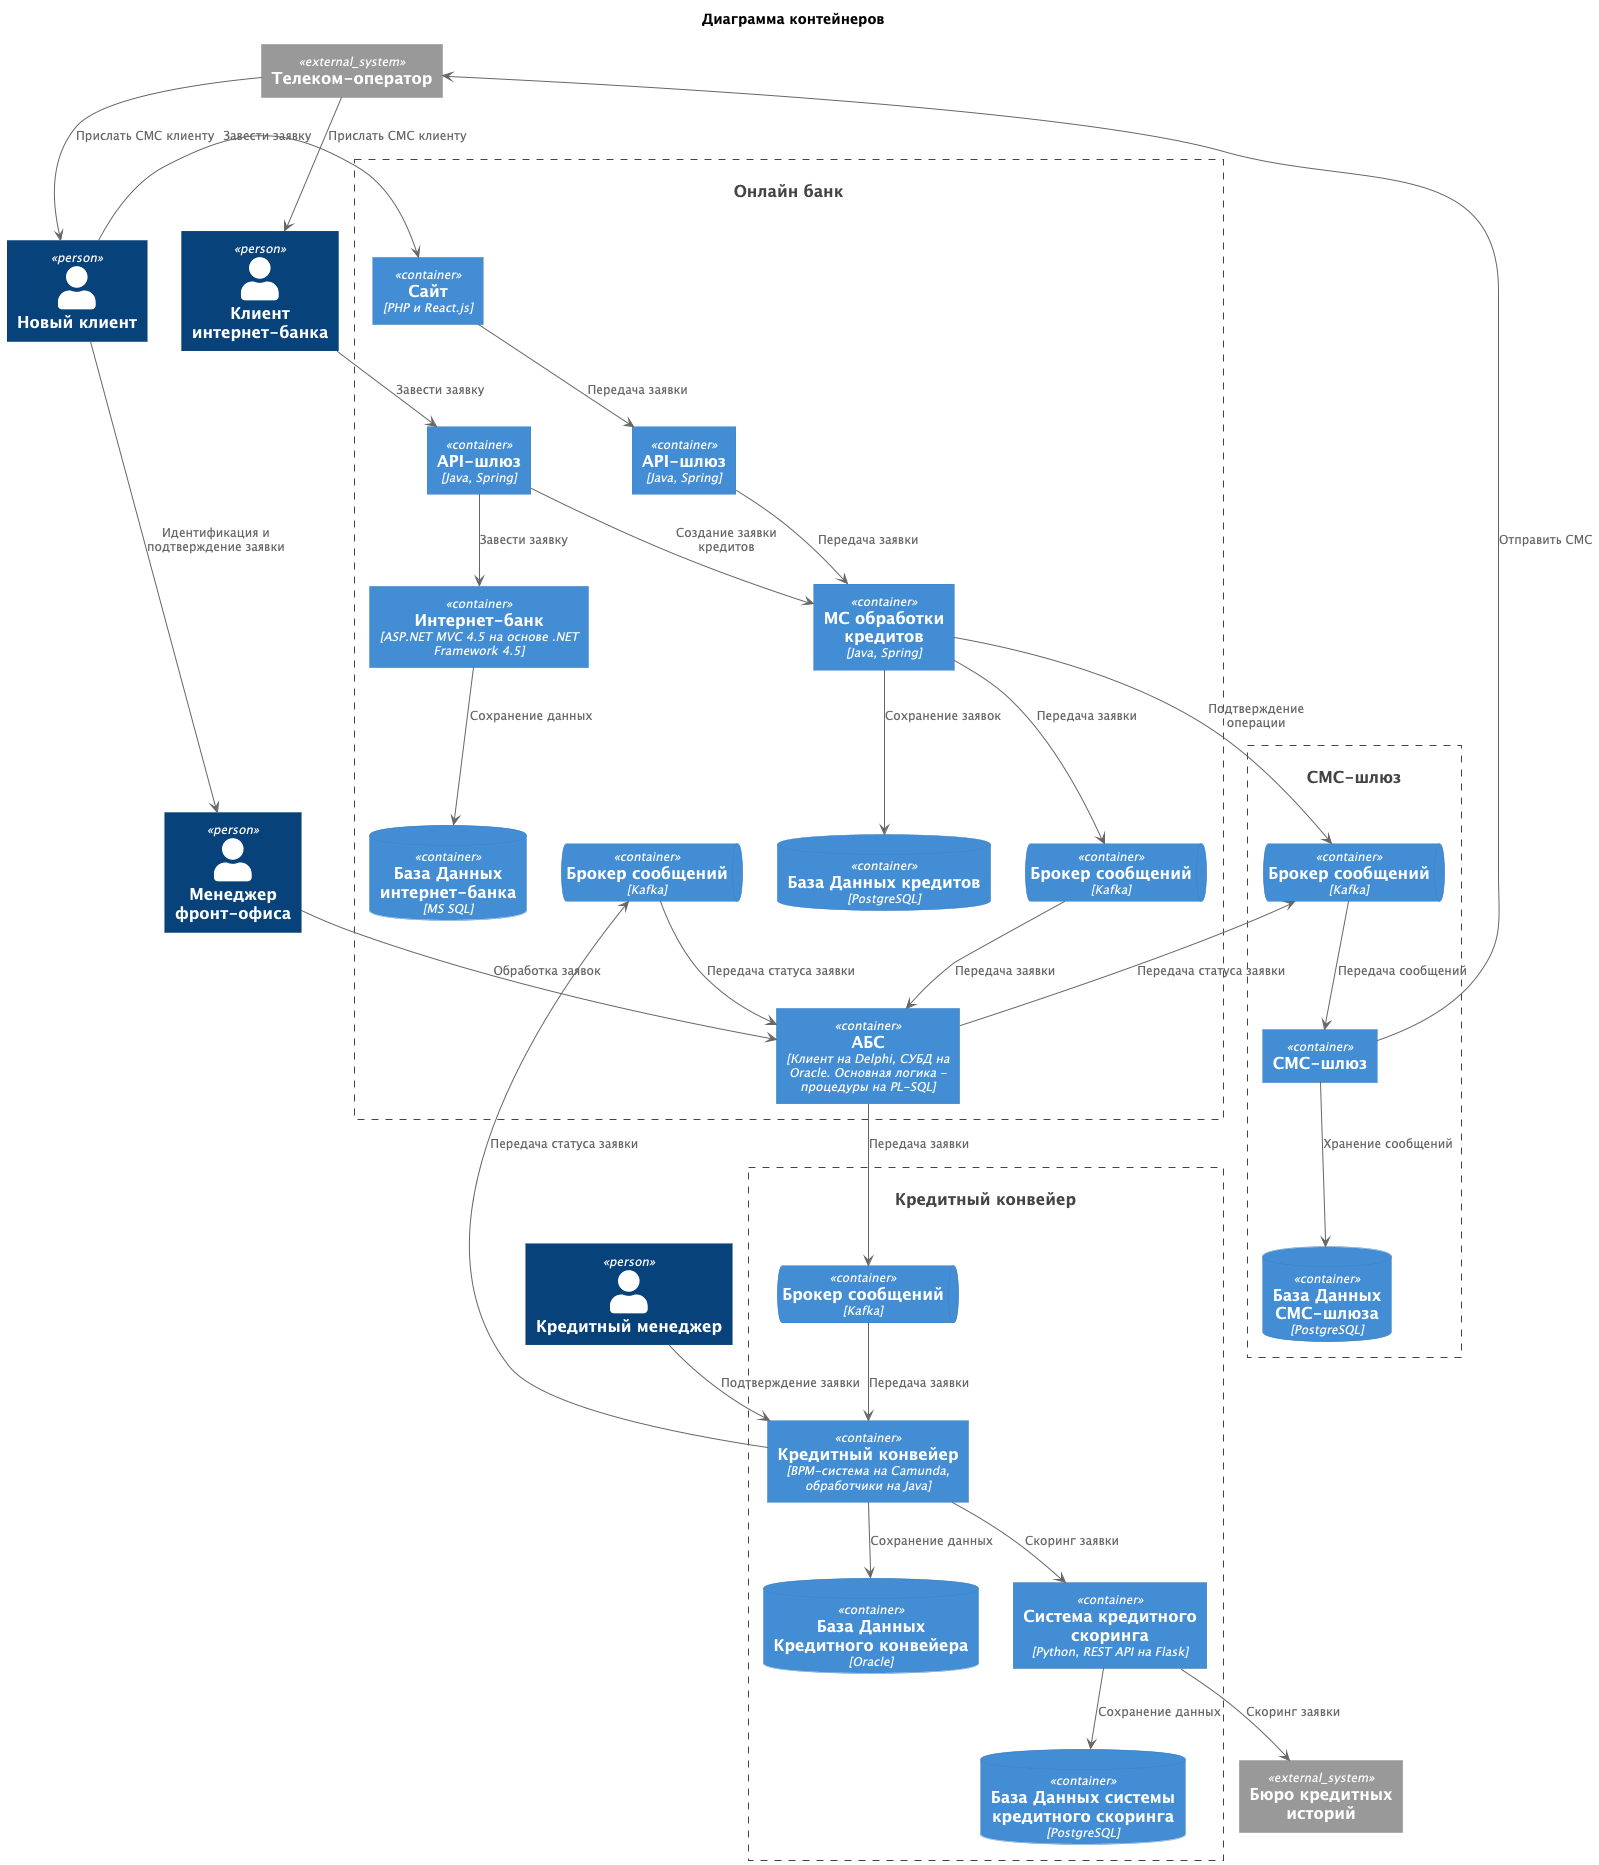 Диаграмма контейнеров
«external_system»
Телеком-оператор
Прислать СМС клиенту
Завести заявку
Прислать СМС клиенту
Онлайн банк
«person»
Новый клиент
«person»
Клиент
интернет-банка
«container»
Сайт
[PHP и React.js]
Завести заявку
Передача заявки
«container»
API-шлюз
[Java, Spring]
«container»
API-шлюз
[Java, Spring]
Идентификация и
подтверждение заявки
Завести заявку
Создание заявки
кредитов
Передача заявки
Отправить СМС
«container»
Интернет-банк
[ASP.NET MVC 4.5 на основе .NET
Framework 4.5]
«container»
МС обработки
кредитов
[Java, Spring]
Сохранение данных
Сохранение заявок
Передача заявки
Подтверждение
операции
СМС-шлюз
«person»
Менеджер
фронт-офиса
«container»
База Данных
интернет-банка
[MS SQL]
«container»
Брокер сообщений
[Kafka]
«container»
База Данных кредитов
[PostgreSQL]
«container»
Брокер сообщений
[Kafka]
«container»
Брокер сообщений
[Kafka]
Обработка заявок
Передача статуса заявки
Передача заявки
Передача статуса заявки
Передача сообщений
«container»
АБС
[Клиент на Delphi, СУБД на
Oracle. Основная логика -
процедуры на PL-SQL]
«container»
СМС-шлюз
Передача статуса заявки
Передача заявки
Хранение сообщений
Кредитный конвейер
«person»
Кредитный менеджер
«container»
Брокер сообщений
[Kafka]
«container»
База Данных
СМС-шлюза
[PostgreSQL]
Подтверждение заявки
Передача заявки
«container»
Кредитный конвейер
[BPM-система на Camunda,
обработчики на Java]
Сохранение данных
Скоринг заявки
«container»
База Данных
Кредитного конвейера
[Oracle]
«container»
Система кредитного
скоринга
[Python, REST API на Flask]
Сохранение данных
Скоринг заявки
«container»
База Данных системы
кредитного скоринга
[PostgreSQL]
«external_system»
Бюро кредитных
историй